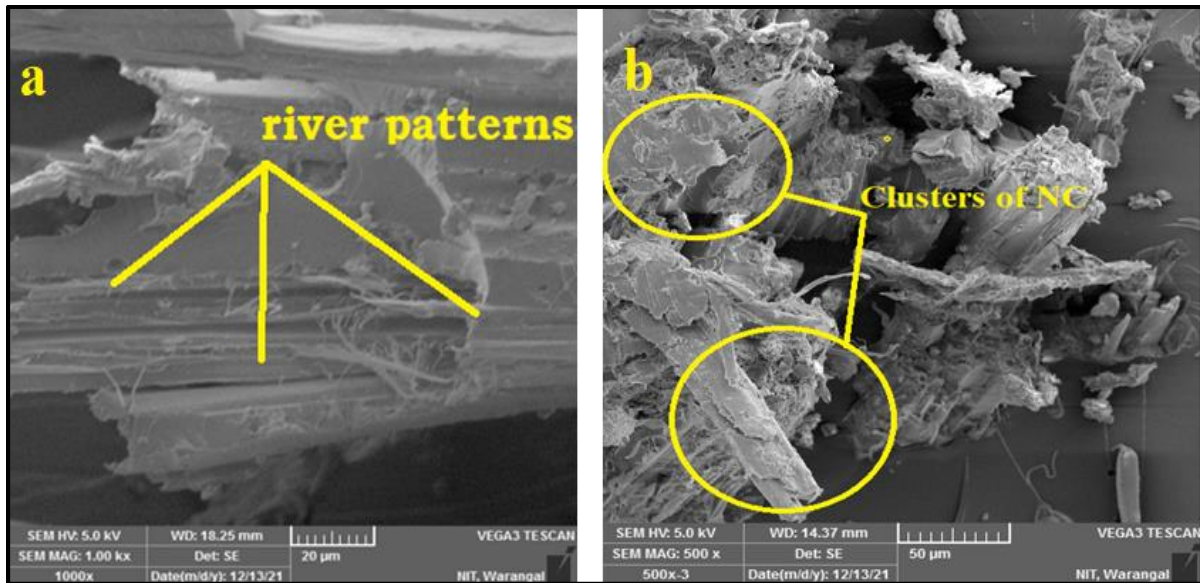 a
river patterns
SEM HV: 5.0 kV WD: 18.25 mm VEGA3 TESCAN
SEM MAG: 1.00 kx Det: SE 20 µm
1000x Date(m/d/y): 12/13/21 NIT, Warangal
b
Clusters of NC
SEM HV: 5.0 kV WD: 14.37 mm VEGA3 TESCAN
SEM MAG: 500 x Det: SE 50 µm
500x-3 Date(m/d/y): 12/13/21 NIT, Warangal